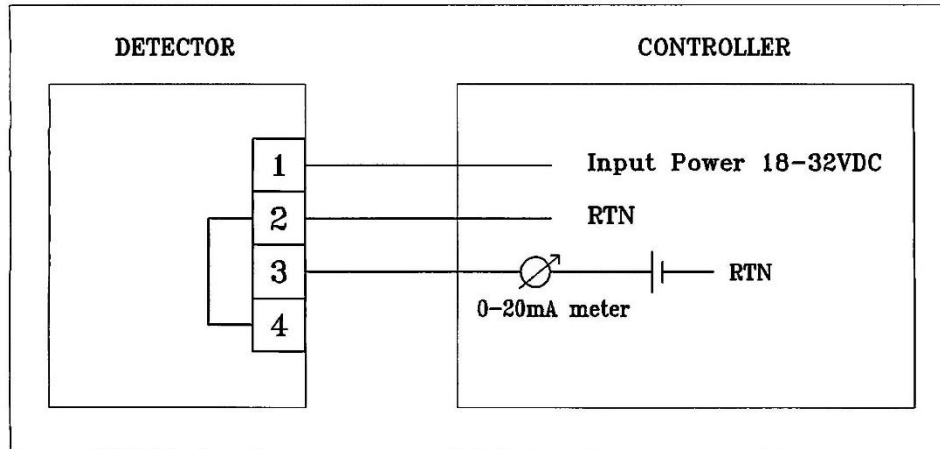 DETECTOR
CONTROLLER
1
Input Power 18-32VDC
2
RTN
3
RTN
0-20mA meter
4